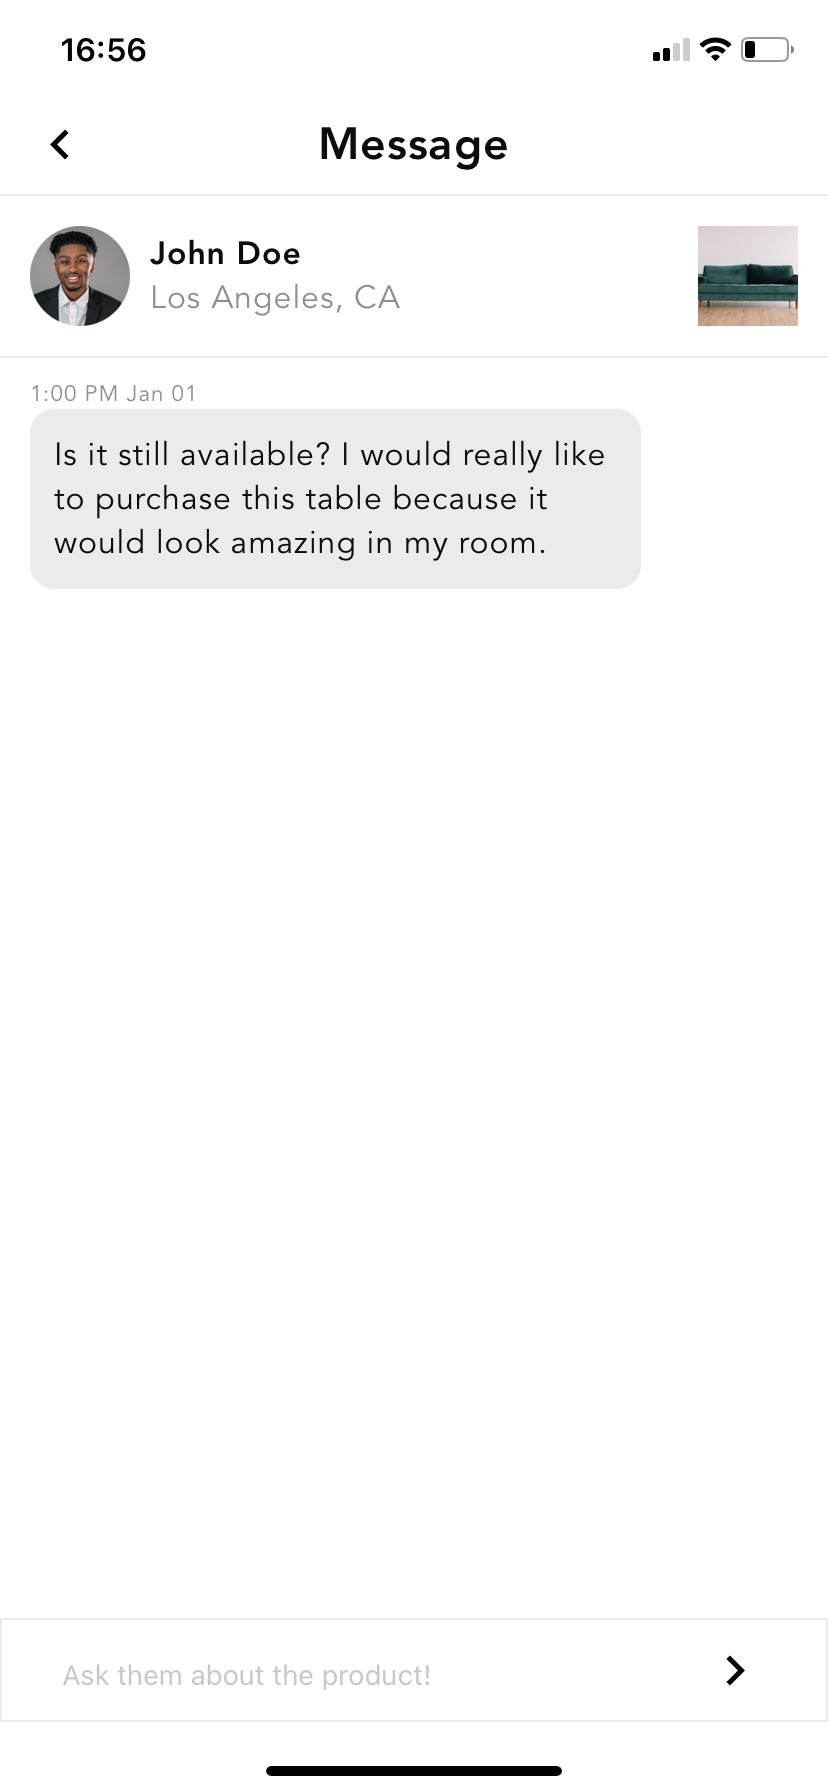 16:56
Message
John Doe
Los Angeles, CA
1:00 PM Jan 01
Is it still available? I would really like
to purchase this table because it
would look amazing in my room.
Ask them about the product!